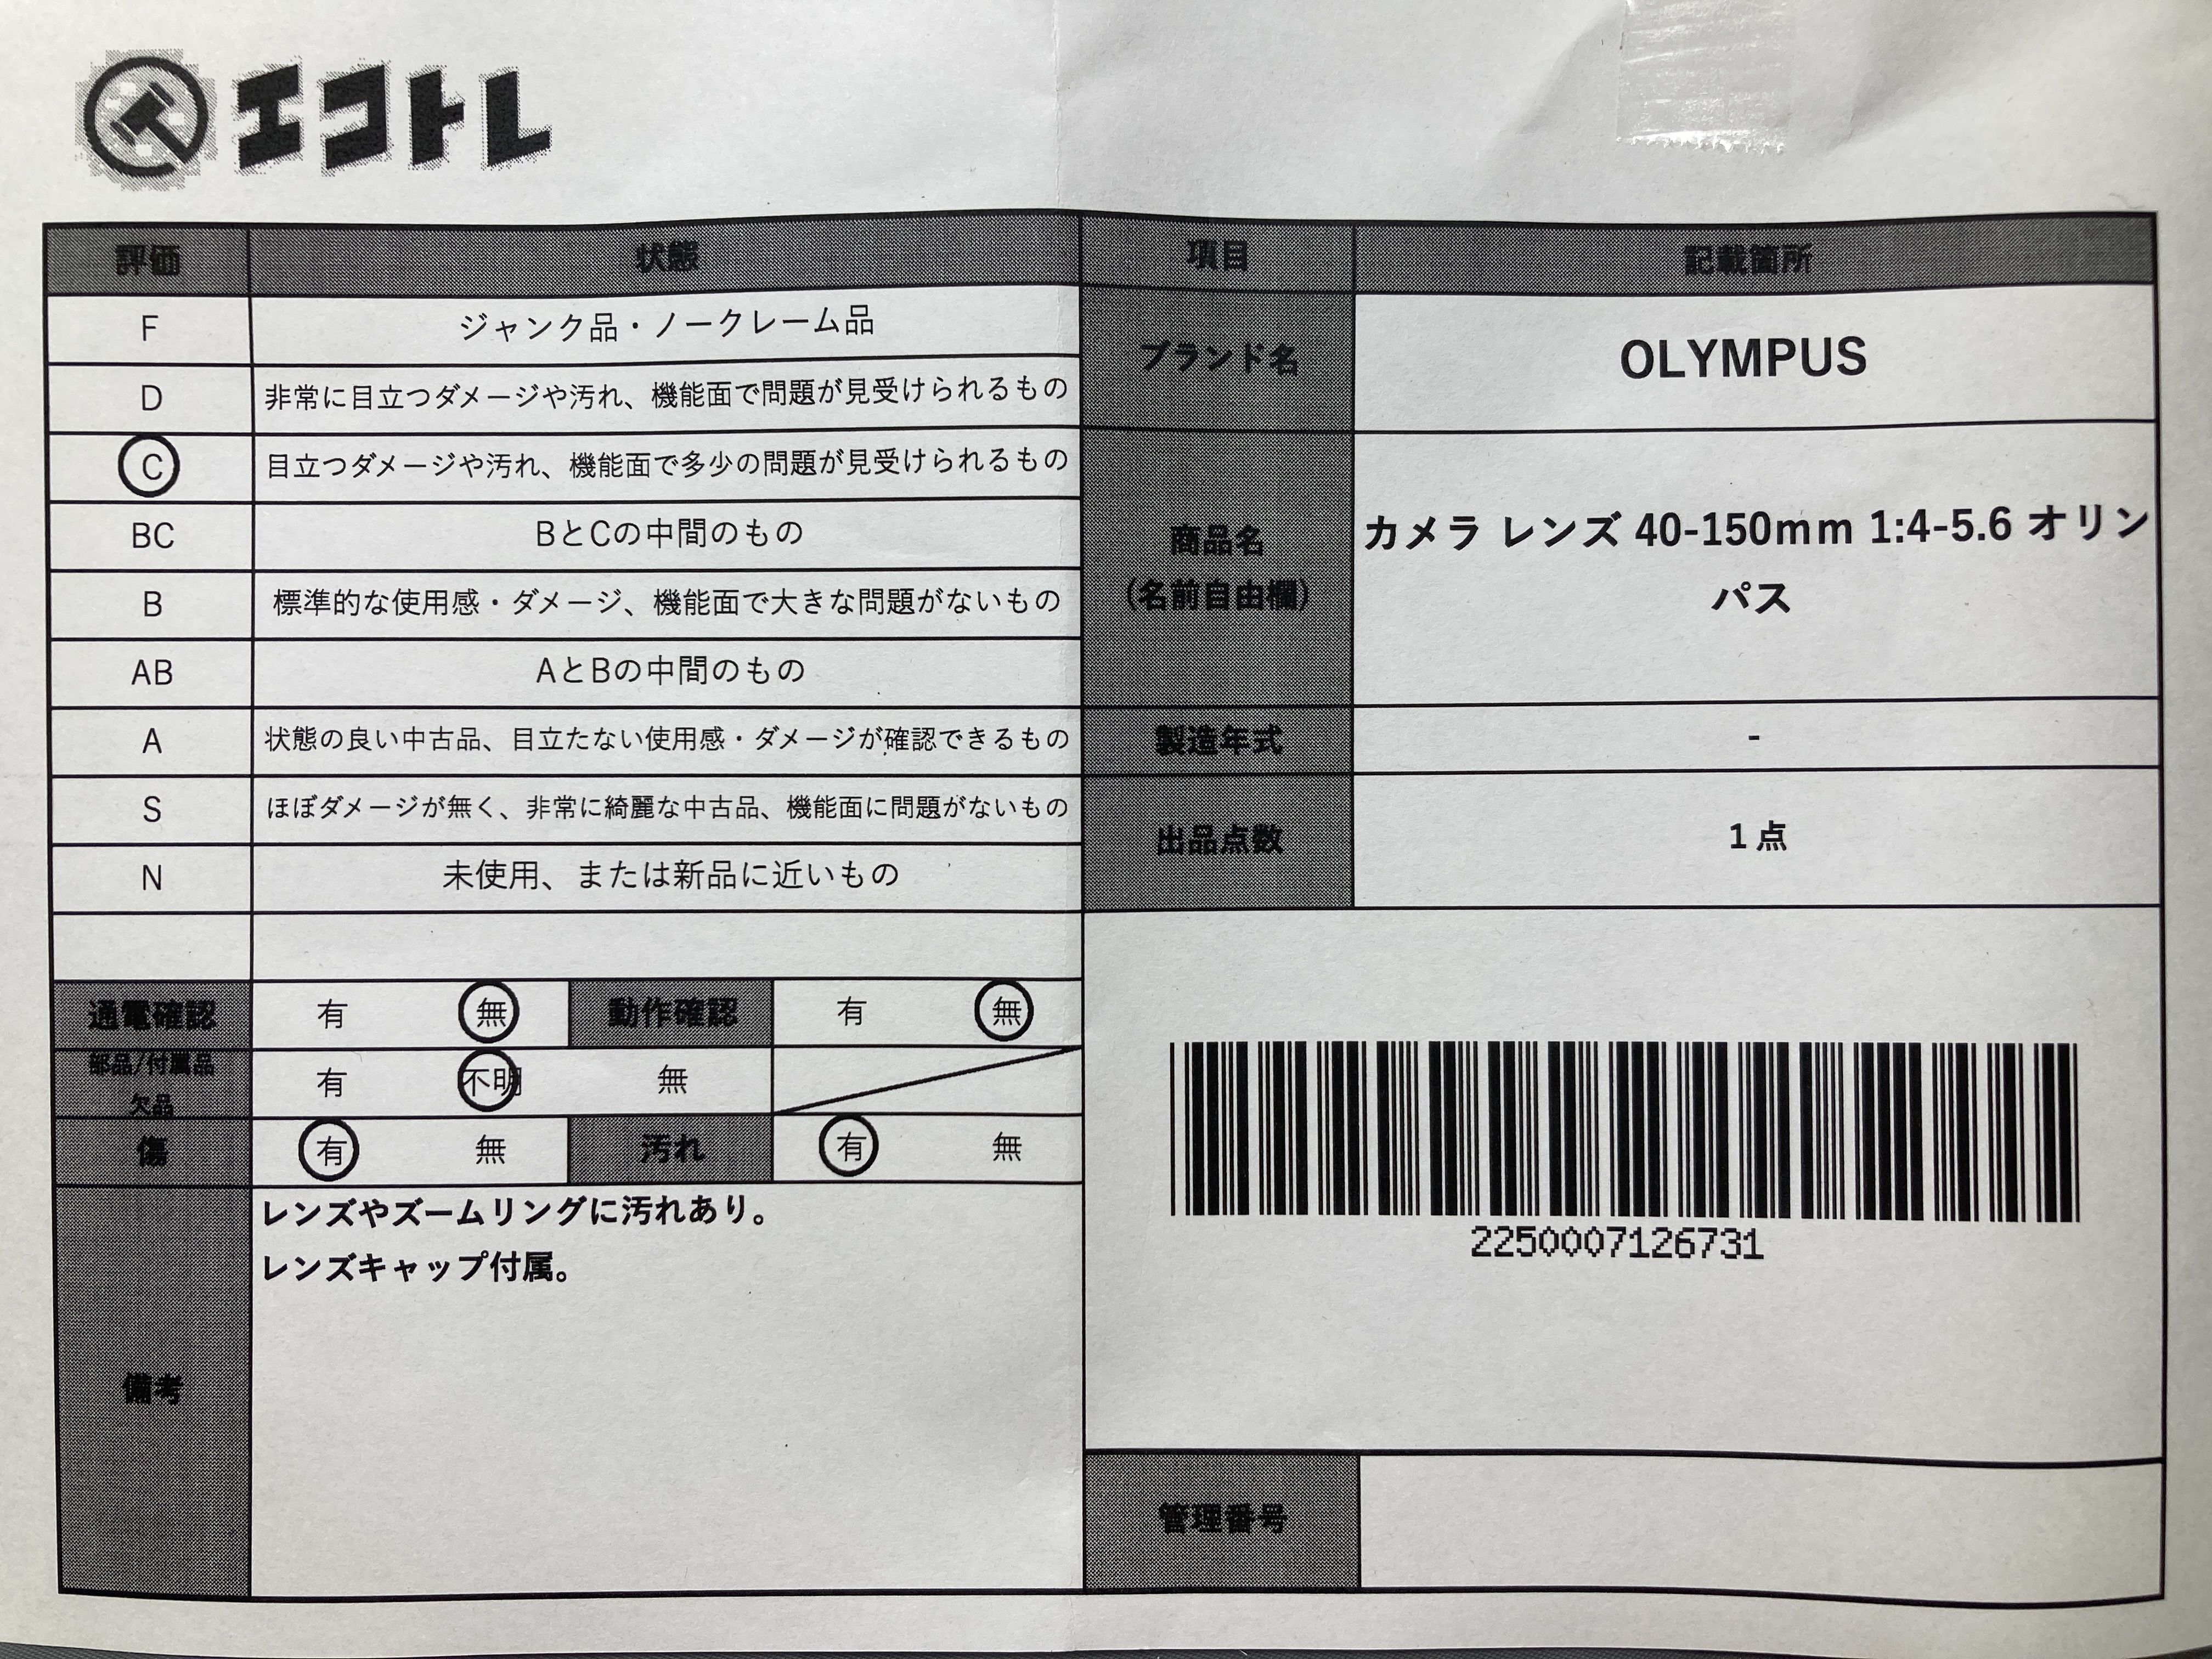 エコトレ
評価 状態
F ジャンク品・ノークレーム品
D 非常に目立つダメージや汚れ、機能面で問題が見受けられるもの
C 目立つダメージや汚れ、機能面で多少の問題が見受けられるもの
BC BとCの中間のもの
B 標準的な使用感・ダメージ、機能面で大きな問題がないもの
AB AとBの中間のもの
A 状態の良い中古品、目立たない使用感・ダメージが確認できるもの
S ほぼダメージが無く、非常に綺麗な中古品、機能面に問題がないもの
N 未使用、または新品に近いもの
通電確認 有 無 動作確認 有 無
部品/付属品
欠品
有 不明 無
傷 有 無 汚れ 有 無
備考
レンズやズームリングに汚れあり。
レンズキャップ付属。
項目 記載箇所
ブランド名 OLYMPUS
商品名
(名前自由欄)
カメラ レンズ 40-150mm 1:4-5.6 オリン
パス
製造年式 -
出品点数 1 点
2250007126731
管理番号